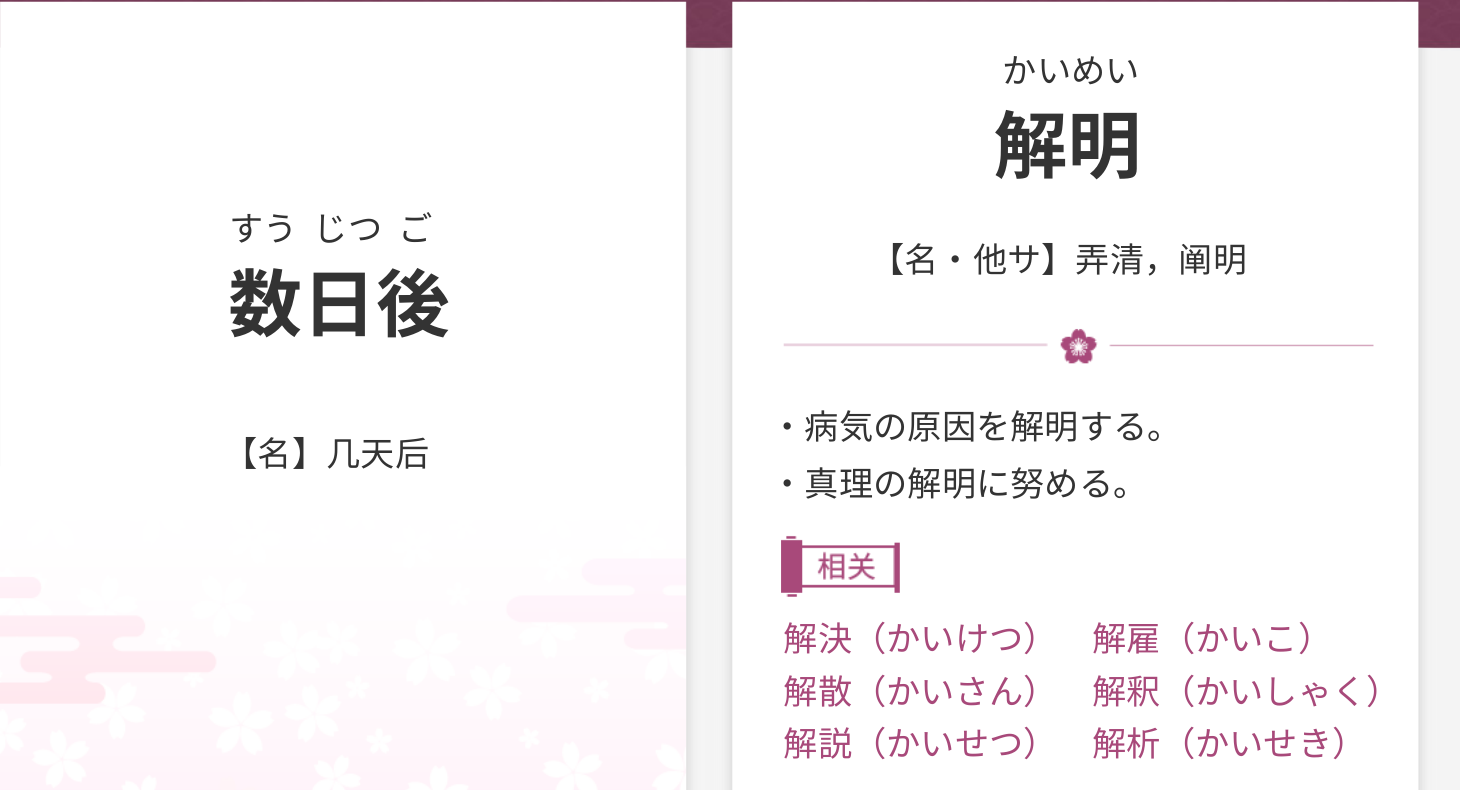 すう じつ ご
数日後
【名】几天后
かいめい
解明
【名・他サ】弄清，阐明
・病気の原因を解明する。
・真理の解明に努める。
相关
解決（かいけつ） 解雇（かいこ）
解散（かいさん） 解釈（かいしゃく）
解説（かいせつ） 解析（かいせき）